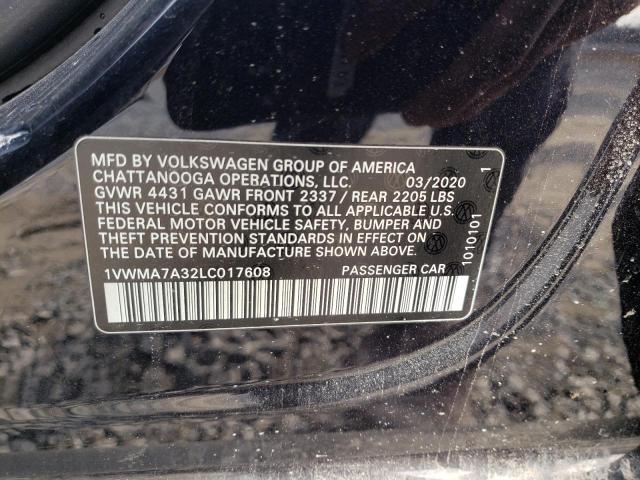 MFD BY VOLKSWAGEN GROUP OF AMERICA
CHATTANOOGA OPERATIONS, LLC. 03/2020
GVWR 4431 GAWR FRONT 2337 / REAR 2205 LBS
THIS VEHICLE CONFORMS TO ALL APPLICABLE U.S.
FEDERAL MOTOR VEHICLE SAFETY, BUMPER AND
THEFT PREVENTION STANDARDS IN EFFECT ON
THE DATE OF MANUFACTURE SHOWN ABOVE.
1VWMA7A32LC017608 PASSENGER CAR
1010101 1